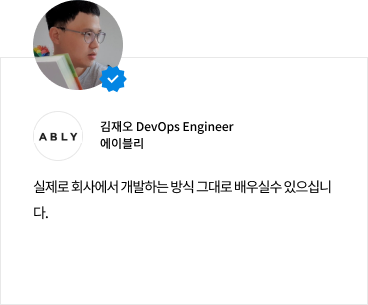 ABLY
김재오 DevOps Engineer
에이블리
실제로 회사에서 개발하는 방식 그대로 배우실수 있으십니
다.